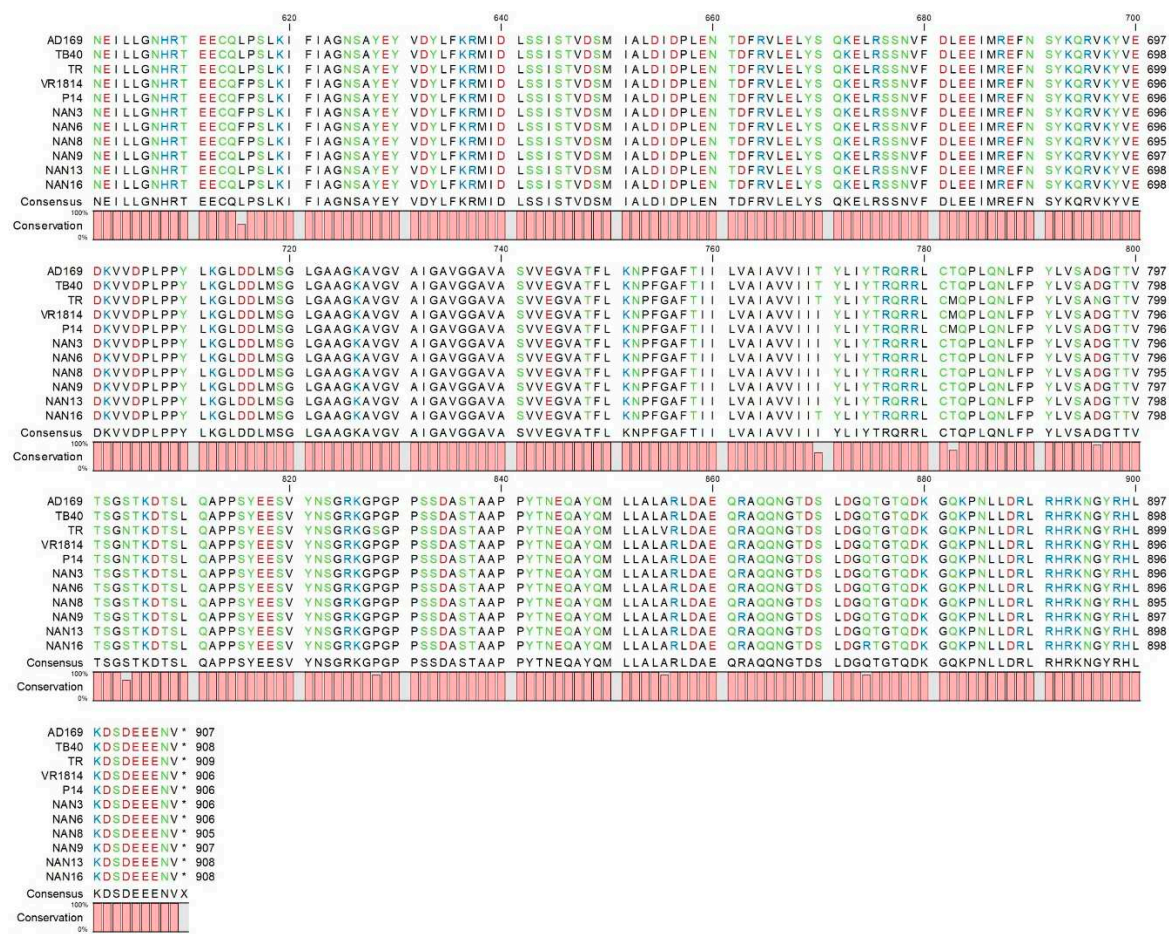 620 640 660 680 700
AD169 NEILLGNHRT EECQLPSLKI FIAGNSAYEY VDYLFKRMID LSSISTVDSM IALDIDPLEN TDFRVLELYS QKELRSSNVF DLEEIMREFN SYKQRVKYVE 697
TB40 NEILLGNHRT EECQLPSLKI FIAGNSAYEY VDYLFKRMID LSSISTVDSM IALDIDPLEN TDFRVLELYS QKELRSSNVF DLEEIMREFN SYKQRVKYVE 698
TR NEILLGNHRT EECQLPSLKI FIAGNSAYEY VDYLFKRMID LSSISTVDSM IALDIDPLEN TDFRVLELYS QKELRSSNVF DLEEIMREFN SYKQRVKYVE 699
VR1814 NEILLGNHRT EECQFPSLKI FIAGNSAYEY VDYLFKRMID LSSISTVDSM IALDIDPLEN TDFRVLELYS QKELRSSNVF DLEEIMREFN SYKQRVKYVE 696
P14 NEILLGNHRT EECQFPSLKI FIAGNSAYEY VDYLFKRMID LSSISTVDSM IALDIDPLEN TDFRVLELYS QKELRSSNVF DLEEIMREFN SYKQRVKYVE 696
NAN3 NEILLGNHRT EECQFPSLKI FIAGNSAYEY VDYLFKRMID LSSISTVDSM IALDIDPLEN TDFRVLELYS QKELRSSNVF DLEEIMREFN SYKQRVKYVE 696
NAN6 NEILLGNHRT EECQFPSLKI FIAGNSAYEY VDYLFKRMID LSSISTVDSM IALDIDPLEN TDFRVLELYS QKELRSSNVF DLEEIMREFN SYKQRVKYVE 696
NAN8 NEILLGNHRT EECQFPSLKI FIAGNSAYEY VDYLFKRMID LSSISTVDSM IALDIDPLEN TDFRVLELYS QKELRSSNVF DLEEIMREFN SYKQRVKYVE 695
NAN9 NEILLGNHRT EECQLPSLKI FIAGNSAYEY VDYLFKRMID LSSISTVDSM IALDIDPLEN TDFRVLELYS QKELRSSNVF DLEEIMREFN SYKQRVKYVE 697
NAN13 NEILLGNHRT EECQLPSLKI FIAGNSAYEY VDYLFKRMID LSSISTVDSM IALDIDPLEN TDFRVLELYS QKELRSSNVF DLEEIMREFN SYKQRVKYVE 698
NAN16 NEILLGNHRT EECQLPSLKI FIAGNSAYEY VDYLFKRMID LSSISTVDSM IALDIDPLEN TDFRVLELYS QKELRSSNVF DLEEIMREFN SYKQRVKYVE 698
Consensus NEILLGNHRT EECQLPSLKI FIAGNSAYEY VDYLFKRMID LSSISTVDSM IALDIDPLEN TDFRVLELYS QKELRSSNVF DLEEIMREFN SYKQRVKYVE
100%
Conservation
0%
720 740 760 780 800
AD169 DKVVDPLPPY LKGLDDLMSG LGAAGKAVGV AIGAVGGAVA SVVEGVATFL KNPFGAFTII LVAIAVVIIT YLIYTRQRRL CTQPLQNLFP YLVSADGTTV 797
TB40 DKVVDPLPPY LKGLDDLMSG LGAAGKAVGV AIGAVGGAVA SVVEGVATFL KNPFGAFTII LVAIAVVIIT YLIYTRQRRL CTQPLQNLFP YLVSADGTTV 798
TR DKVVDPLPPY LKGLDDLMSG LGAAGKAVGV AIGAVGGAVA SVVEGVATFL KNPFGAFTII LVAIAVVIIT YLIYTRQRRL CMQPLQNLFP YLVSANGTTV 799
VR1814 DKVVDPLPPY LKGLDDLMSG LGAAGKAVGV AIGAVGGAVA SVVEGVATFL KNPFGAFTII LVAIAVVIII YLIYTRQRRL CMQPLQNLFP YLVSADGTTV 796
P14 DKVVDPLPPY LKGLDDLMSG LGAAGKAVGV AIGAVGGAVA SVVEGVATFL KNPFGAFTII LVAIAVVIII YLIYTRQRRL CTQPLQNLFP YLVSADGTTV 796
NAN3 DKVVDPLPPY LKGLDDLMSG LGAAGKAVGV AIGAVGGAVA SVVEGVATFL KNPFGAFTII LVAIAVVIII YLIYTRQRRL CTQPLQNLFP YLVSADGTTV 796
NAN6 DKVVDPLPPY LKGLDDLMSG LGAAGKAVGV AIGAVGGAVA SVVEGVATFL KNPFGAFTII LVAIAVVIII YLIYTRQRRL CTQPLQNLFP YLVSADGTTV 796
NAN8 DKVVDPLPPY LKGLDDLMSG LGAAGKAVGV AIGAVGGAVA SVVEGVATFL KNPFGAFTII LVAIAVVIII YLIYTRQRRL CTQPLQNLFP YLVSADGTTV 795
NAN9 DKVVDPLPPY LKGLDDLMSG LGAAGKAVGV AIGAVGGAVA SVVEGVATFL KNPFGAFTII LVAIAVVIII YLIYTRQRRL CTQPLQNLFP YLVSADGTTV 797
NAN13 DKVVDPLPPY LKGLDDLMSG LGAAGKAVGV AIGAVGGAVA SVVEGVATFL KNPFGAFTII LVAIAVVIII YLIYTRQRRL CTQPLQNLFP YLVSADGTTV 798
NAN16 DKVVDPLPPY LKGLDDLMSG LGAAGKAVGV AIGAVGGAVA SVVEGVATFL KNPFGAFTII LVAIAVVIIT YLIYTRQRRL CTQPLQNLFP YLVSADGTTV 798
Consensus DKVVDPLPPY LKGLDDLMSG LGAAGKAVGV AIGAVGGAVA SVVEGVATFL KNPFGAFTII LVAIAVVIII YLIYTRQRRL CTQPLQNLFP YLVSADGTTV
100%
Conservation
0%
820 840 860 880 900
AD169 TSGSTKDTSL QAPPSYEESV YNSGRKGPGP PSSDASTAAP PYTNEQAYQM LLALARLDAE QRAQQNGTDS LDGQTGTQDK GQKPNLLDRL RHRKNGYRHL 897
TB40 TSGSTKDTSL QAPPSYEESV YNSGRKGPGP PSSDASTAAP PYTNEQAYQM LLALARLDAE QRAQQNGTDS LDGQTGTQDK GQKPNLLDRL RHRKNGYRHL 898
TR TSGNTKDTSL QAPPSYEESV YNSGRKGSGP PSSDASTAAP PYTNEQAYQM LLALVRLDAE QRAQQNGTDS LDGQTGTQDK GQKPNLLDRL RHRKNGYRHL 899
VR1814 TSGSTKDTSL QAPPSYEESV YNSGRKGPGP PSSDASTAAP PYTNEQAYQM LLALARLDAE QRAQQNGTDS LDGQTGTQDK GQKPNLLDRL RHRKNGYRHL 896
P14 TSGNTKDTSL QAPPSYEESV YNSGRKGPGP PSSDASTAAP PYTNEQAYQM LLALARLDAE QRAQQNGTDS LDGQTGTQDK GQKPNLLDRL RHRKNGYRHL 896
NAN3 TSGSTKDTSL QAPPSYEESV YNSGRKGPGP PSSDASTAAP PYTNEQAYQM LLALARLDAE QRAQQNGTDS LDGQTGTQDK GQKPNLLDRL RHRKNGYRHL 896
NAN6 TSGSTKDTSL QAPPSYEESV YNSGRKGPGP PSSDASTAAP PYTNEQAYQM LLALARLDAE QRAQQNGTDS LDGQTGTQDK GQKPNLLDRL RHRKNGYRHL 896
NAN8 TSGSTKDTSL QAPPSYEESV YNSGRKGPGP PSSDASTAAP PYTNEQAYQM LLALARLDAE QRAQQNGTDS LDGQTGTQDK GQKPNLLDRL RHRKNGYRHL 895
NAN9 TSGSTKDTSL QAPPSYEESV YNSGRKGPGP PSSDASTAAP PYTNEQAYQM LLALARLDAE QRAQQNGTDS LDGQTGTQDK GQKPNLLDRL RHRKNGYRHL 897
NAN13 TSGSTKDTSL QAPPSYEESV YNSGRKGPGP PSSDASTAAP PYTNEQAYQM LLALARLDAE QRAQQNGTDS LDGQTGTQDK GQKPNLLDRL RHRKNGYRHL 898
NAN16 TSGSTKDTSL QAPPSYEESV YNSGRKGPGP PSSDASTAAP PYTNEQAYQM LLALARLDAE QRAQQNGTDS LDGRTGTQDK GQKPNLLDRL RHRKNGYRHL 898
Consensus TSGSTKDTSL QAPPSYEESV YNSGRKGPGP PSSDASTAAP PYTNEQAYQM LLALARLDAE QRAQQNGTDS LDGQTGTQDK GQKPNLLDRL RHRKNGYRHL
100%
Conservation
0%
AD169 KDSDEEENV* 907
TB40 KDSDEEENV* 908
TR KDSDEEENV* 909
VR1814 KDSDEEENV* 906
P14 KDSDEEENV* 906
NAN3 KDSDEEENV* 906
NAN6 KDSDEEENV* 906
NAN8 KDSDEEENV* 905
NAN9 KDSDEEENV* 907
NAN13 KDSDEEENV* 908
NAN16 KDSDEEENV* 908
Consensus KDSDEEENVX
100%
Conservation
0%